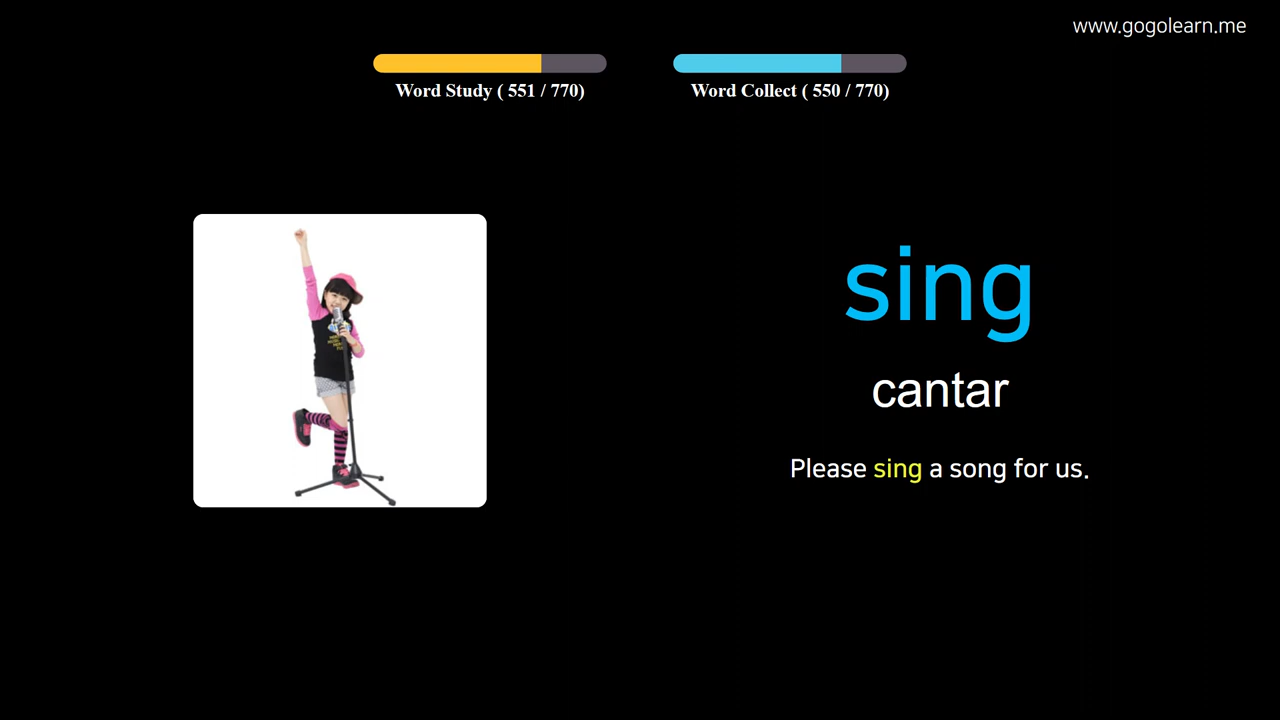 www.gogolearn.me
Word Study ( 551 / 770)
Word Collect ( 550 / 770)
sing
cantar
Please sing a song for us.